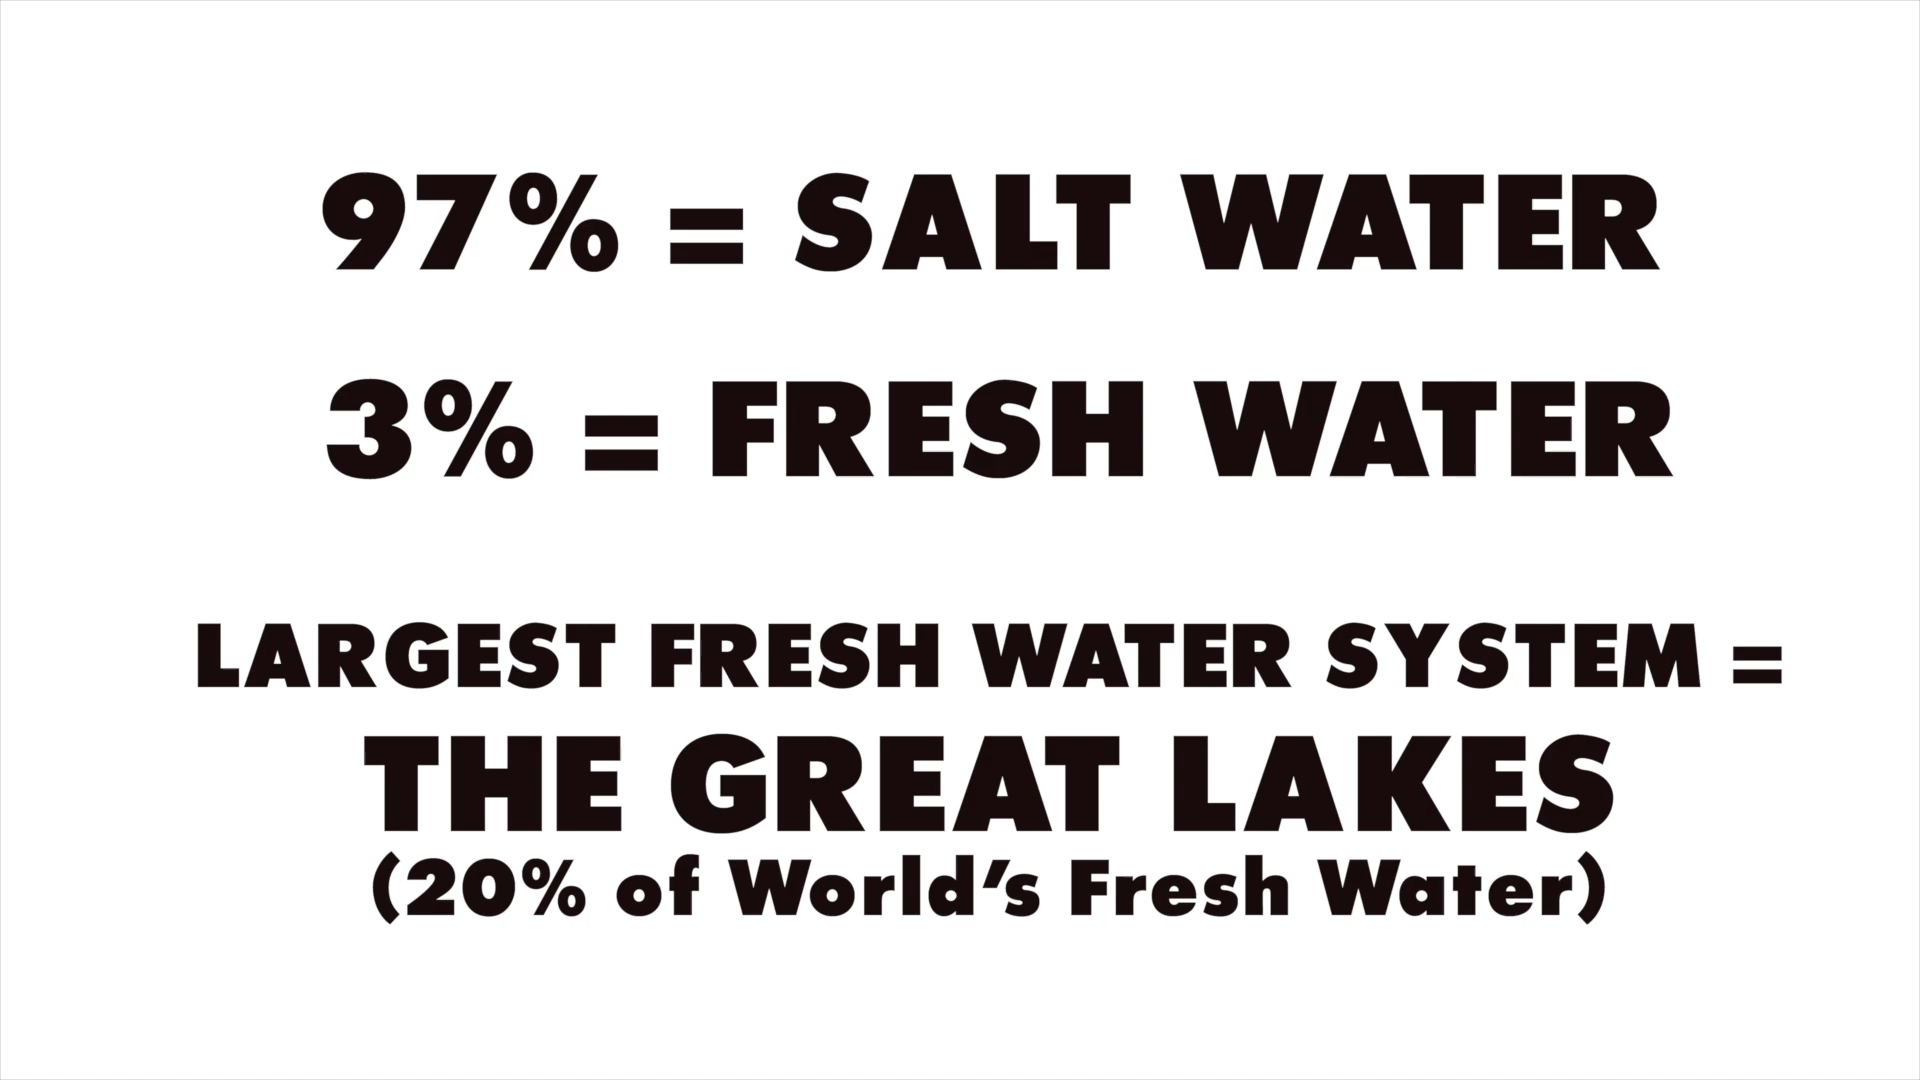 97% = SALT WATER
3% = FRESH WATER
LARGEST FRESH WATER SYSTEM =
THE GREAT LAKES
(20% of World's Fresh Water)